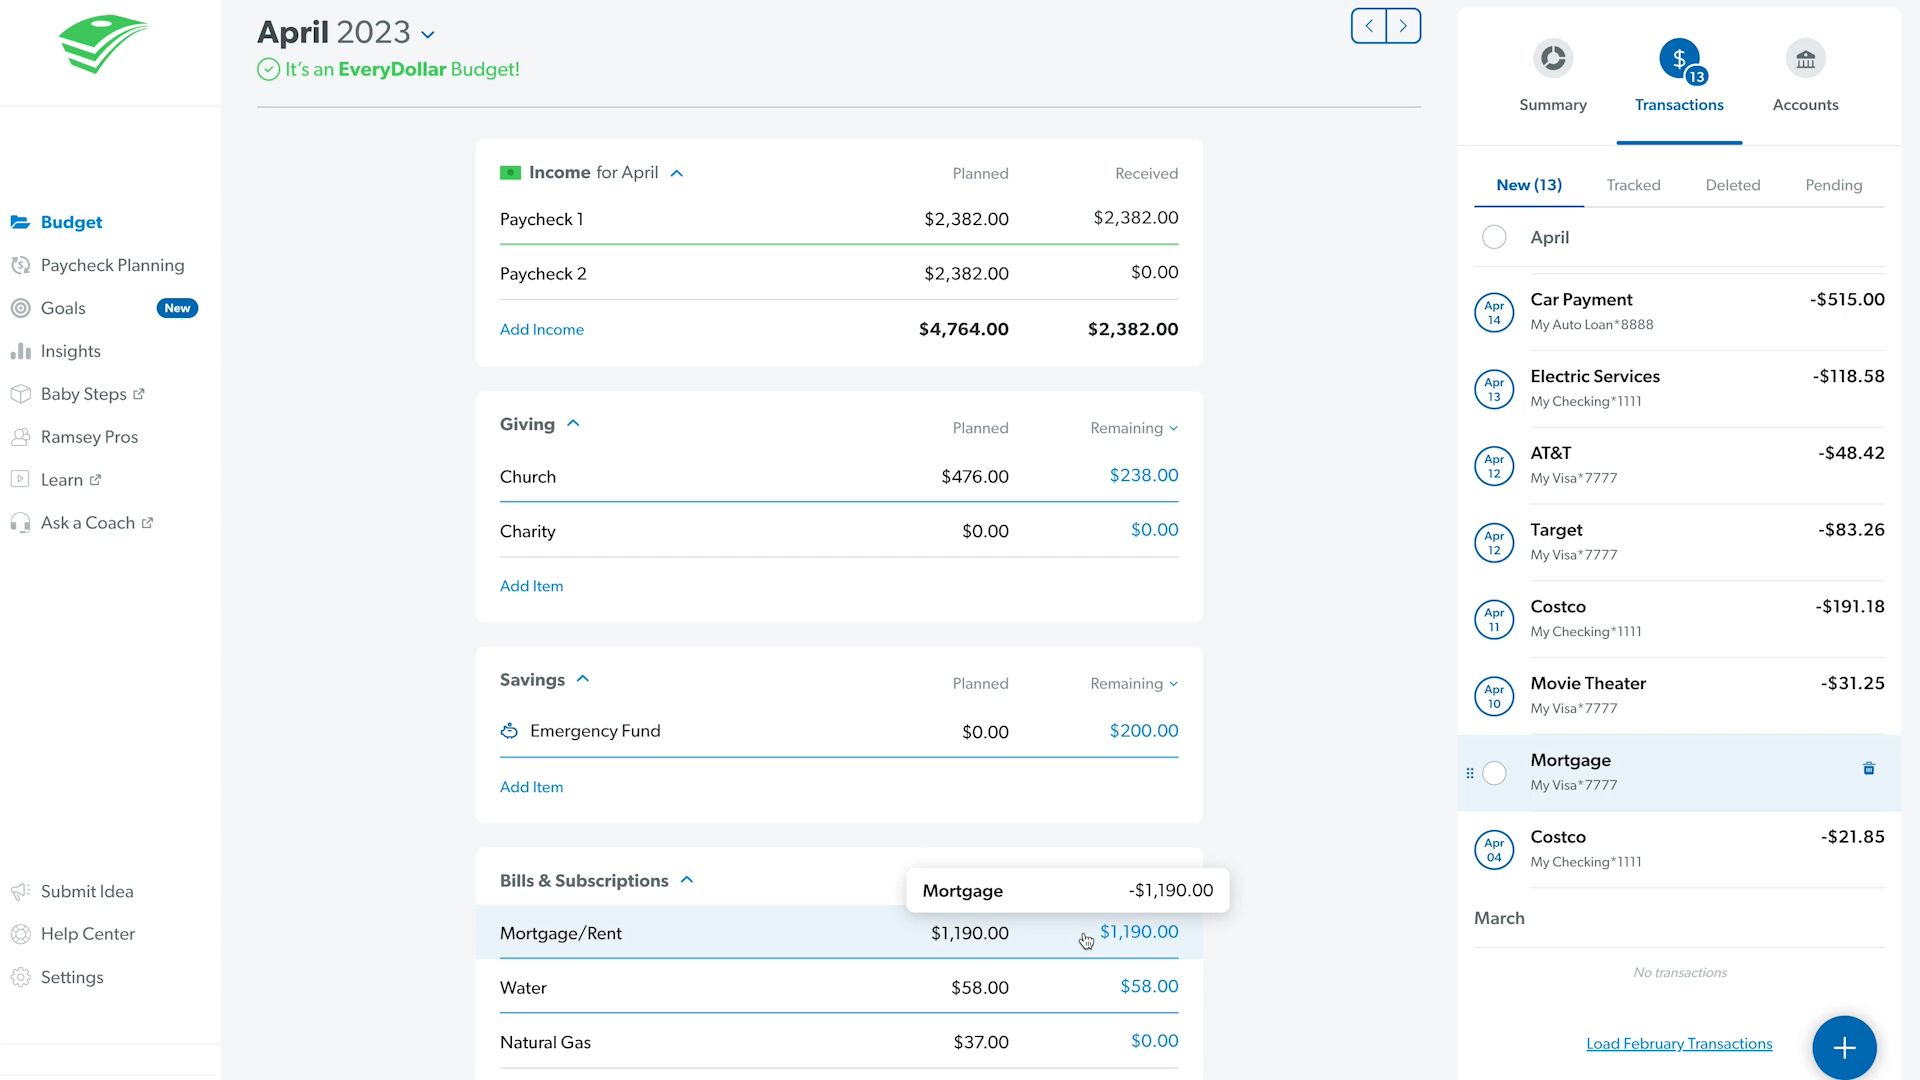 April 2023
It's an EveryDollar Budget!
Budget
Paycheck Planning
Goals New
Insights
Baby Steps
Ramsey Pros
Learn
Ask a Coach
Submit Idea
Help Center
Settings
Income for April Planned Received
Paycheck 1 $2,382.00 $2,382.00
Paycheck 2 $2,382.00 $0.00
Add Income $4,764.00 $2,382.00
Giving Planned Remaining
Church $476.00 $238.00
Charity $0.00 $0.00
Add Item
Savings Planned Remaining
Emergency Fund $0.00 $200.00
Add Item
Bills & Subscriptions
Mortgage -$1,190.00
Mortgage/Rent $1,190.00 $1,190.00
Water $58.00 $58.00
Natural Gas $37.00 $0.00
$ 13
Summary Transactions Accounts
New (13) Tracked Deleted Pending
April
Apr 14 Car Payment -$515.00
My Auto Loan*8888
Apr 13 Electric Services -$118.58
My Checking*1111
Apr 12 AT&T -$48.42
My Visa*7777
Apr 12 Target -$83.26
My Visa*7777
Apr 11 Costco -$191.18
My Checking*1111
Apr 10 Movie Theater -$31.25
My Visa*7777
Mortgage
My Visa*7777
Apr 04 Costco -$21.85
My Checking*1111
March
No transactions
Load February Transactions